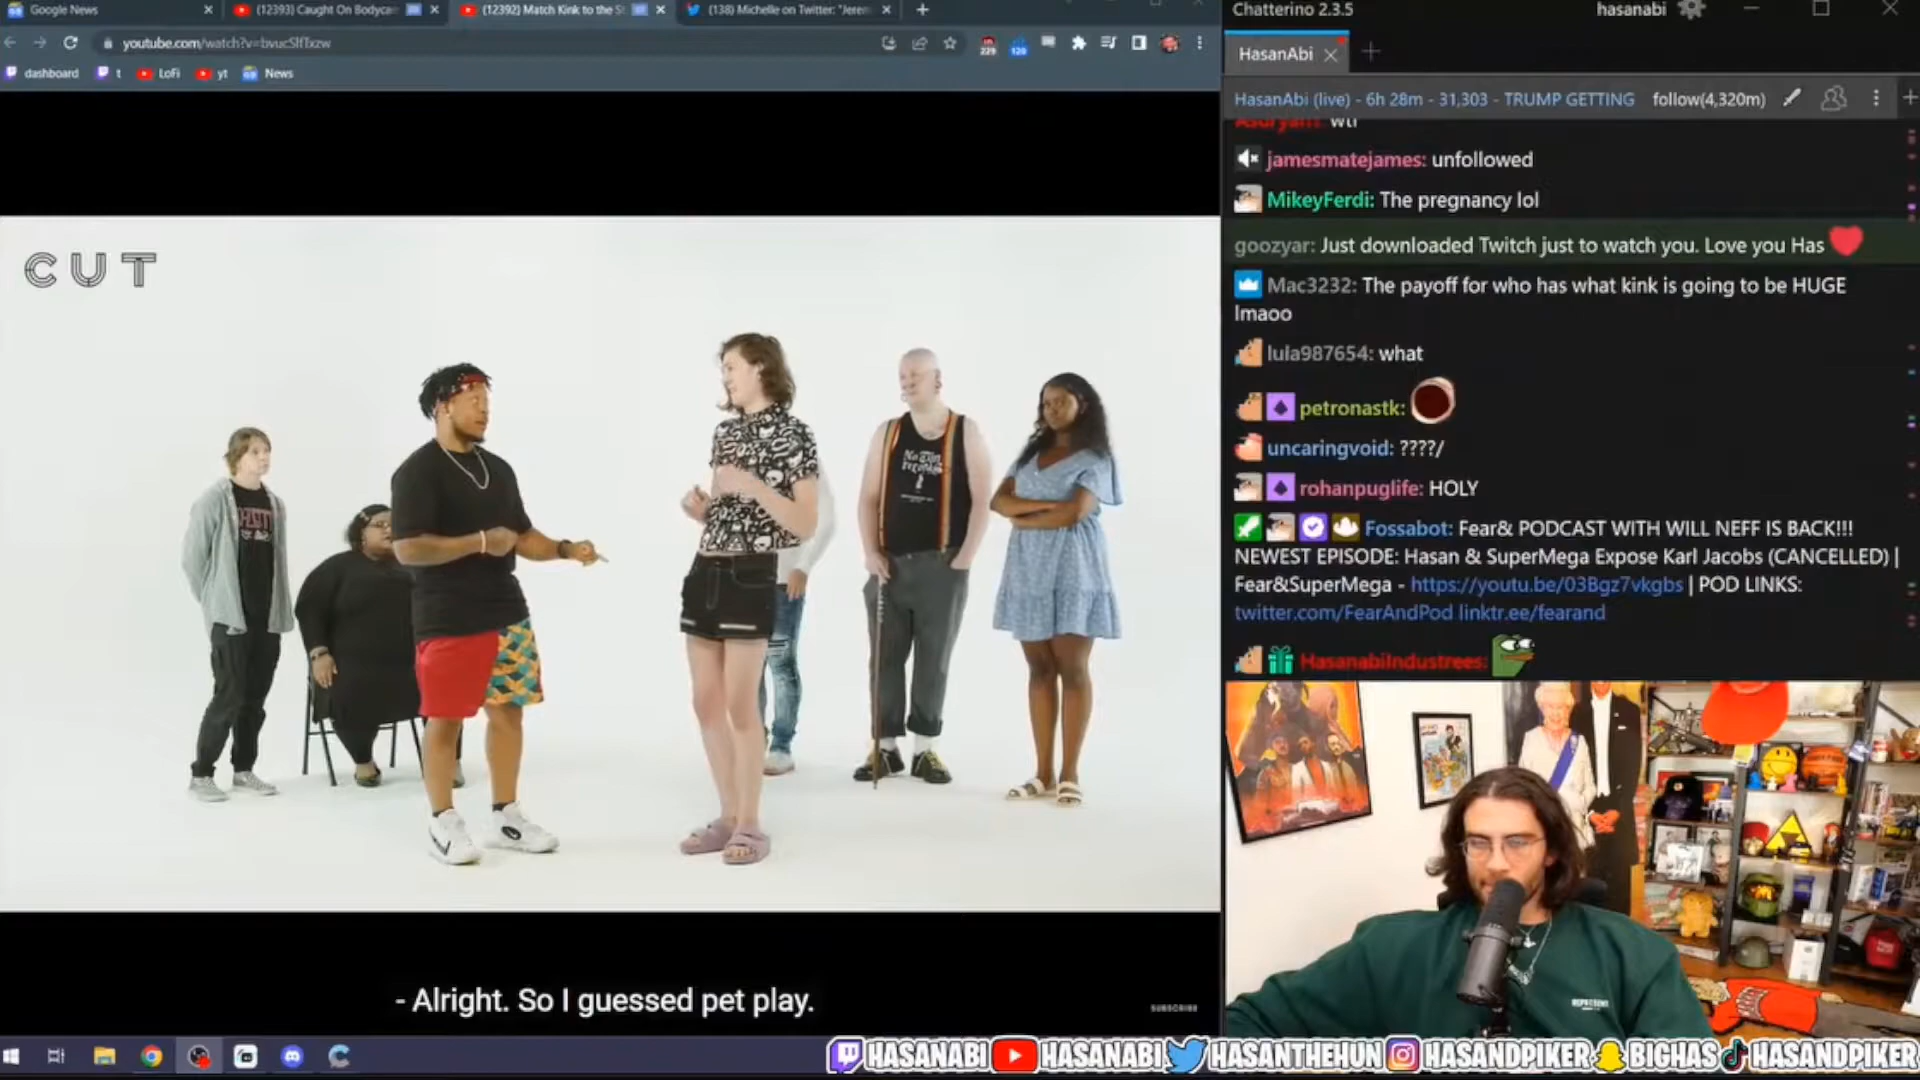 Google News
(12393) Caught On Bodycam
(12392) Match Kink to the St
(138) Michelle on Twitter: "Jerem
youtube.com/watch?v=bvucSlfTxzw
229
120
dashboard
t
LoFi
yt
News
CUT
- Alright. So I guessed pet play.
SUBSCRIBE
Chatterino 2.3.5
hasanabi
HasanAbi
HasanAbi (live) - 6h 28m - 31,303 - TRUMP GETTING
follow(4,320m)
wtf
jamesmatejames: unfollowed
MikeyFerdi: The pregnancy lol
goozyar: Just downloaded Twitch just to watch you. Love you Has
Mac3232: The payoff for who has what kink is going to be HUGE
lmaoo
lula987654: what
petronastk:
uncaringvoid: ????/
rohanpuglife: HOLY
Fossabot: Fear& PODCAST WITH WILL NEFF IS BACK!!!
NEWEST EPISODE: Hasan & SuperMega Expose Karl Jacobs (CANCELLED) |
Fear&SuperMega - https://youtu.be/03Bgz7vkgbs | POD LINKS:
twitter.com/FearAndPod linktr.ee/fearand
HasanabiIndustrees:
HASANABI
HASANABI
HASANTHEHUN
HASANDPIKER
BIGHAS
HASANDPIKER